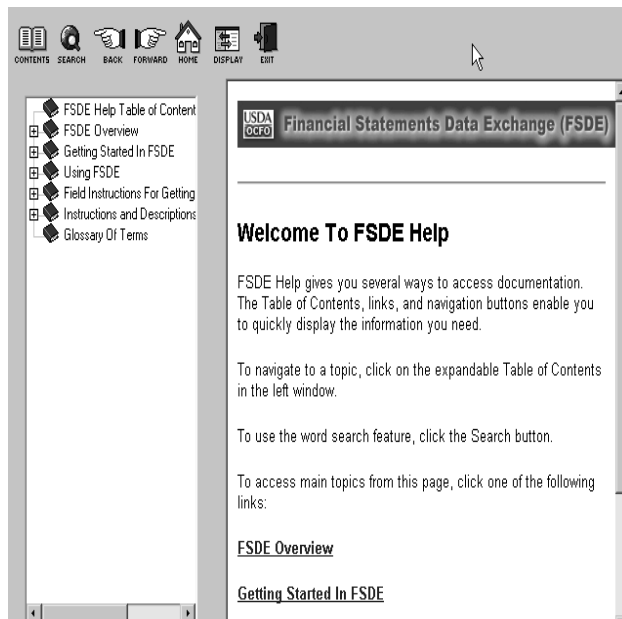 CONTENTS SEARCH BACK FORWARD HOME DISPLAY EXIT
FSDE Help Table of Content
FSDE Overview
Getting Started In FSDE
Using FSDE
Field Instructions For Getting
Instructions and Descriptions
Glossary Of Terms
USDA
OCFO
Financial Statements Data Exchange (FSDE)
Welcome To FSDE Help
FSDE Help gives you several ways to access documentation.
The Table of Contents, links, and navigation buttons enable you
to quickly display the information you need.
To navigate to a topic, click on the expandable Table of Contents
in the left window.
To use the word search feature, click the Search button.
To access main topics from this page, click one of the following
links:
FSDE Overview
Getting Started In FSDE